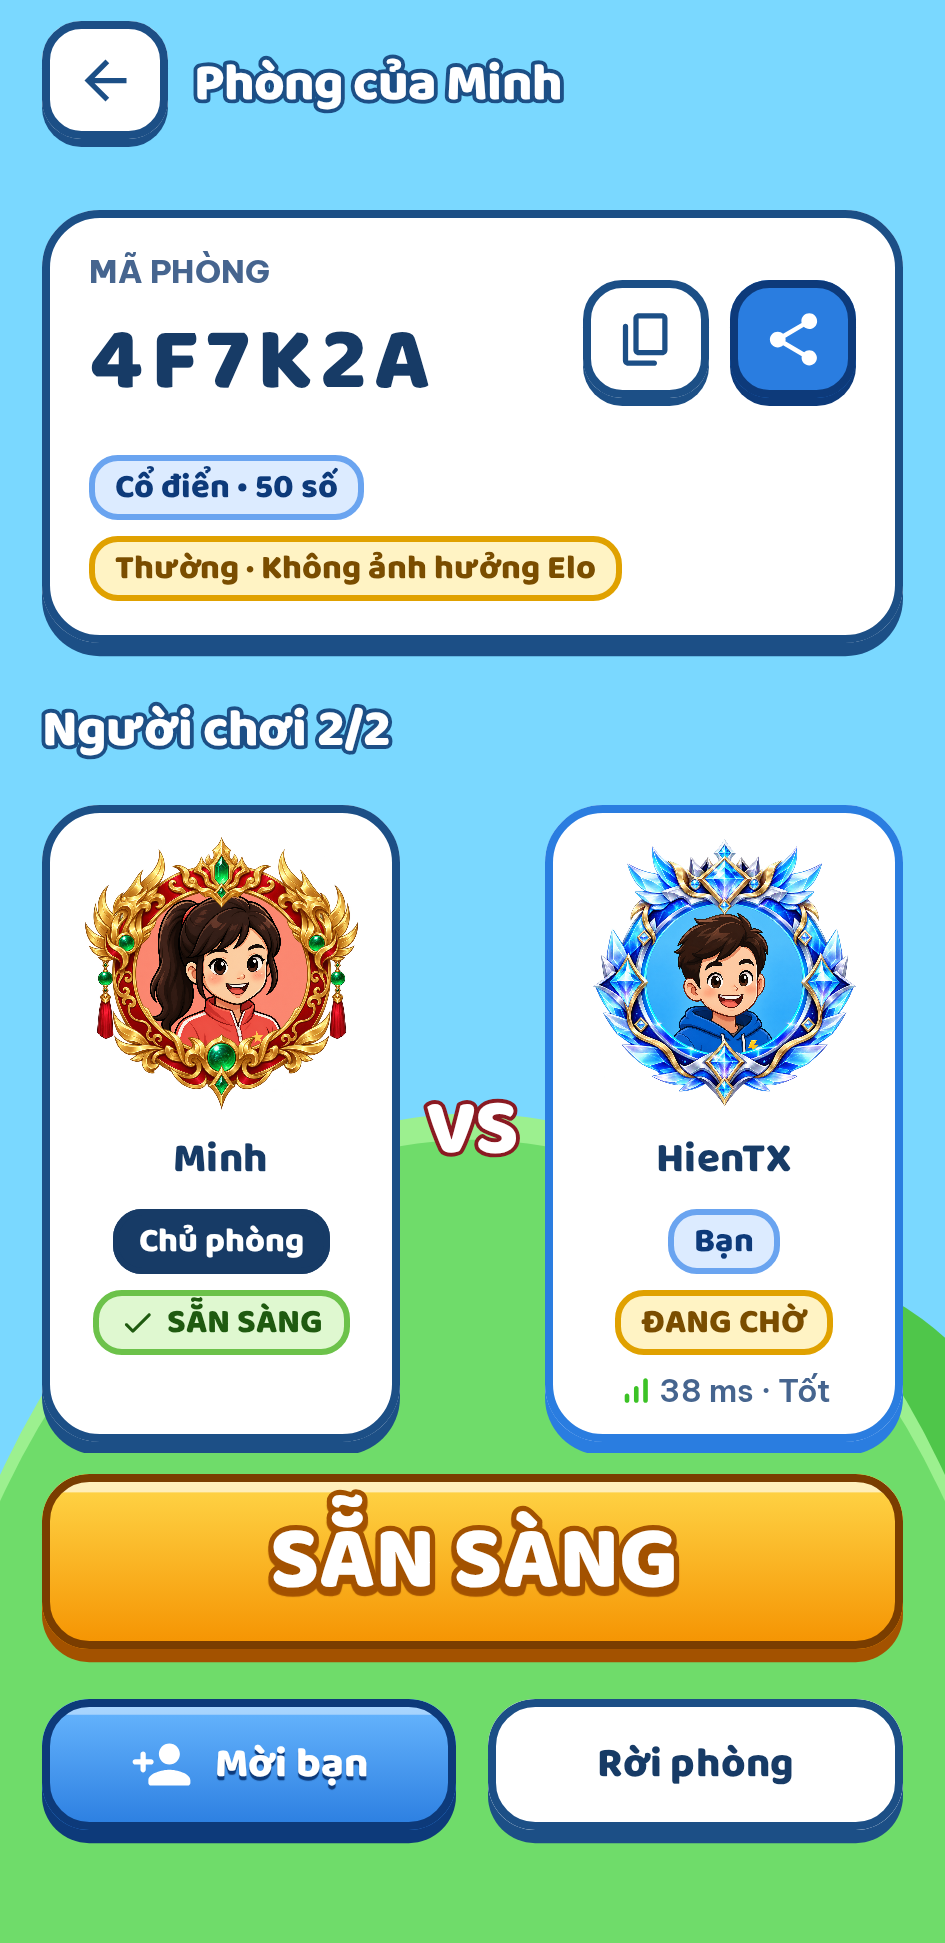 Phòng của Minh
MÃ PHÒNG
4F7K2A
Cổ điển • 50 số
Thường · Không ảnh hưởng Elo
Người chơi 2/2
VS
Minh
Chủ phòng
SẴN SÀNG
HienTX
Bạn
ĐANG CHỜ
38 ms · Tốt
SẴN SÀNG
Mời bạn
Rời phòng